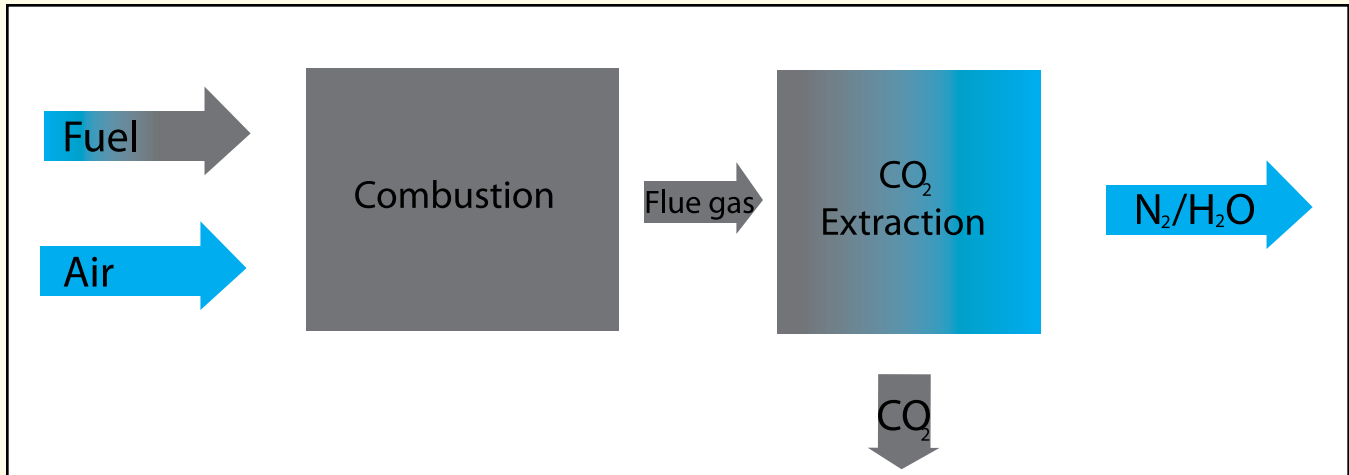 Fuel
Air
Combustion
Flue gas
CO₂
Extraction
N₂/H₂O
CO₂